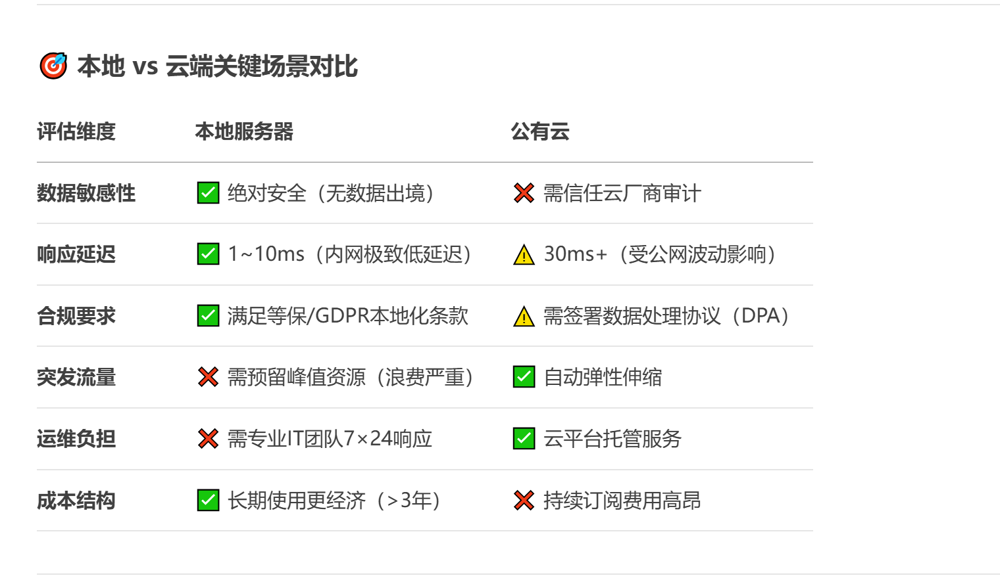 🎯 本地 vs 云端关键场景对比
评估维度 本地服务器 公有云
数据敏感性 ✅ 绝对安全（无数据出境） ❌ 需信任云厂商审计
响应延迟 ✅ 1~10ms（内网极致低延迟） ⚠️ 30ms+（受公网波动影响）
合规要求 ✅ 满足等保/GDPR本地化条款 ⚠️ 需签署数据处理协议（DPA）
突发流量 ❌ 需预留峰值资源（浪费严重） ✅ 自动弹性伸缩
运维负担 ❌ 需专业IT团队7×24响应 ✅ 云平台托管服务
成本结构 ✅ 长期使用更经济（>3年） ❌ 持续订阅费用高昂